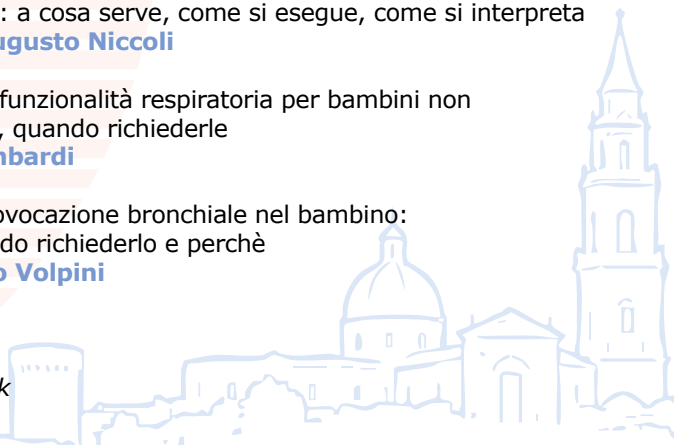 : a cosa serve, come si esegue, come si interpreta
ugusto Niccoli
funzionalità respiratoria per bambini non
, quando richiederle
nbardi
ovocazione bronchiale nel bambino:
do richiederlo e perchè
o Volpini
k